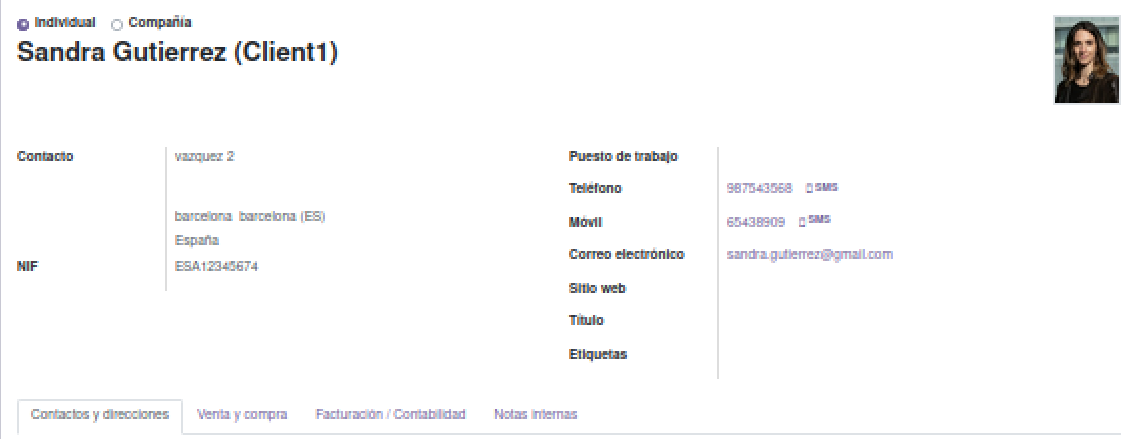 Individual Compañía
Sandra Gutierrez (Client1)
Contacto
vazquez 2
barcelona barcelona (ES)
España
NIF
ESA12345674
Puesto de trabajo
Teléfono
987543568 SMS
Móvil
65438909 SMS
Correo electrónico
sandra.gutierrez@gmail.com
Sitio web
Título
Etiquetas
Contactos y direcciones Venta y compra Facturación / Contabilidad Notas internas